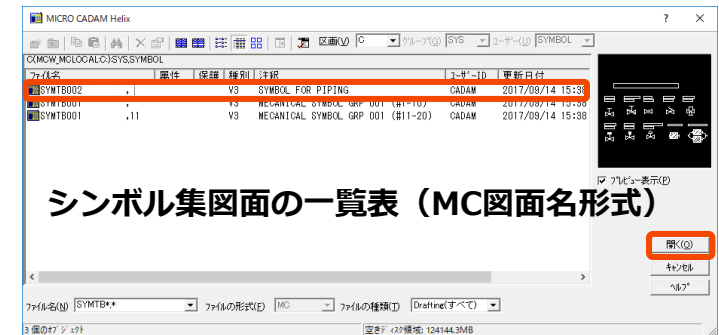 MICRO CADAM Helix
区画(V) C グループ(G) SYS ユーザー(U) SYMBOL
C(MCW_MCLOCAL:C):SYS,SYMBOL
ファイル名 属性 保護 種別 注釈 ユーザーID 更新日付
SYMTB002 , V3 SYMBOL FOR PIPING CADAM 2017/09/14 15:38
SYMTB001 , V3 MECANICAL SYMBOL GRP 001 (#1-10) CADAM 2017/09/14 15:38
SYMTB001 ,11 V3 MECANICAL SYMBOL GRP 001 (#11-20) CADAM 2017/09/14 15:38
プレビュー表示(P)
シンボル集図面の一覧表（MC図面名形式）
開く(O)
キャンセル
ヘルプ
ファイル名(N) SYMTB*,* ファイルの形式(F) MC ファイルの種類(T) Drafting(すべて)
3 個のオブジェクト 空きディスク領域: 124144.3MB